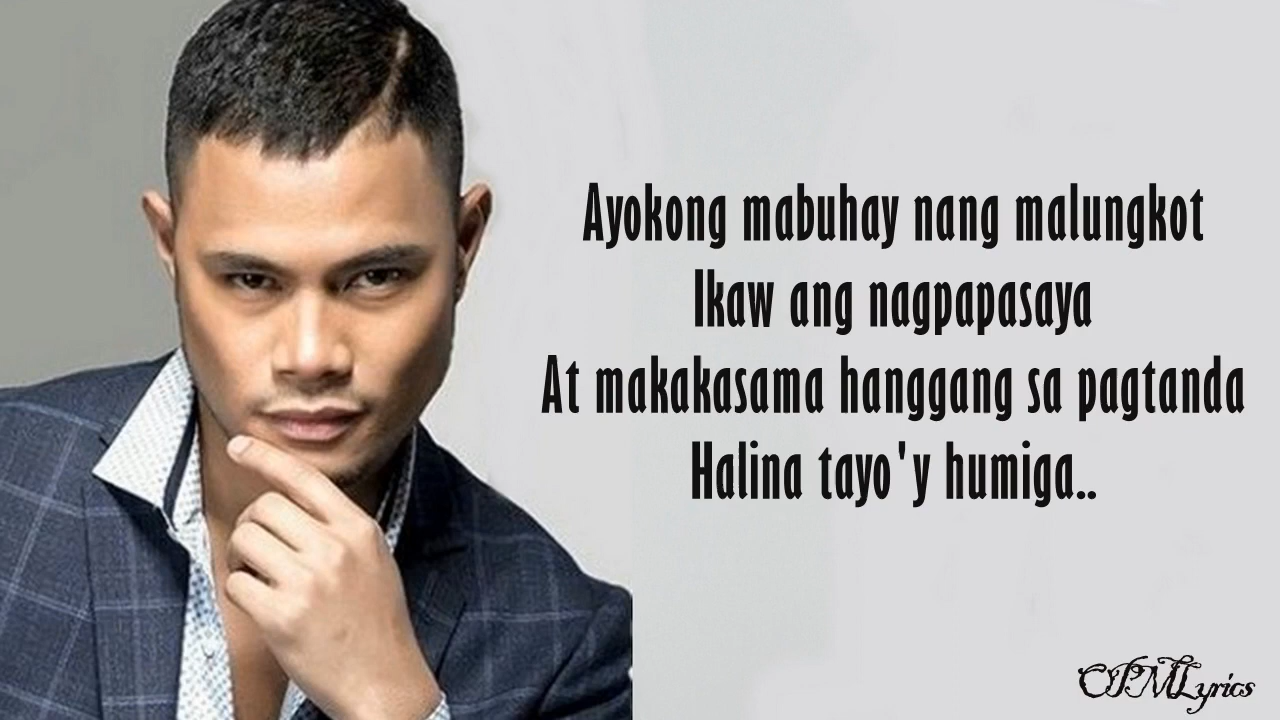 Ayokong mabuhay nang malungkot
Ikaw ang nagpapasaya
At makakasama hanggang sa pagtanda
Halina tayo'y humiga..
OPMLyrics